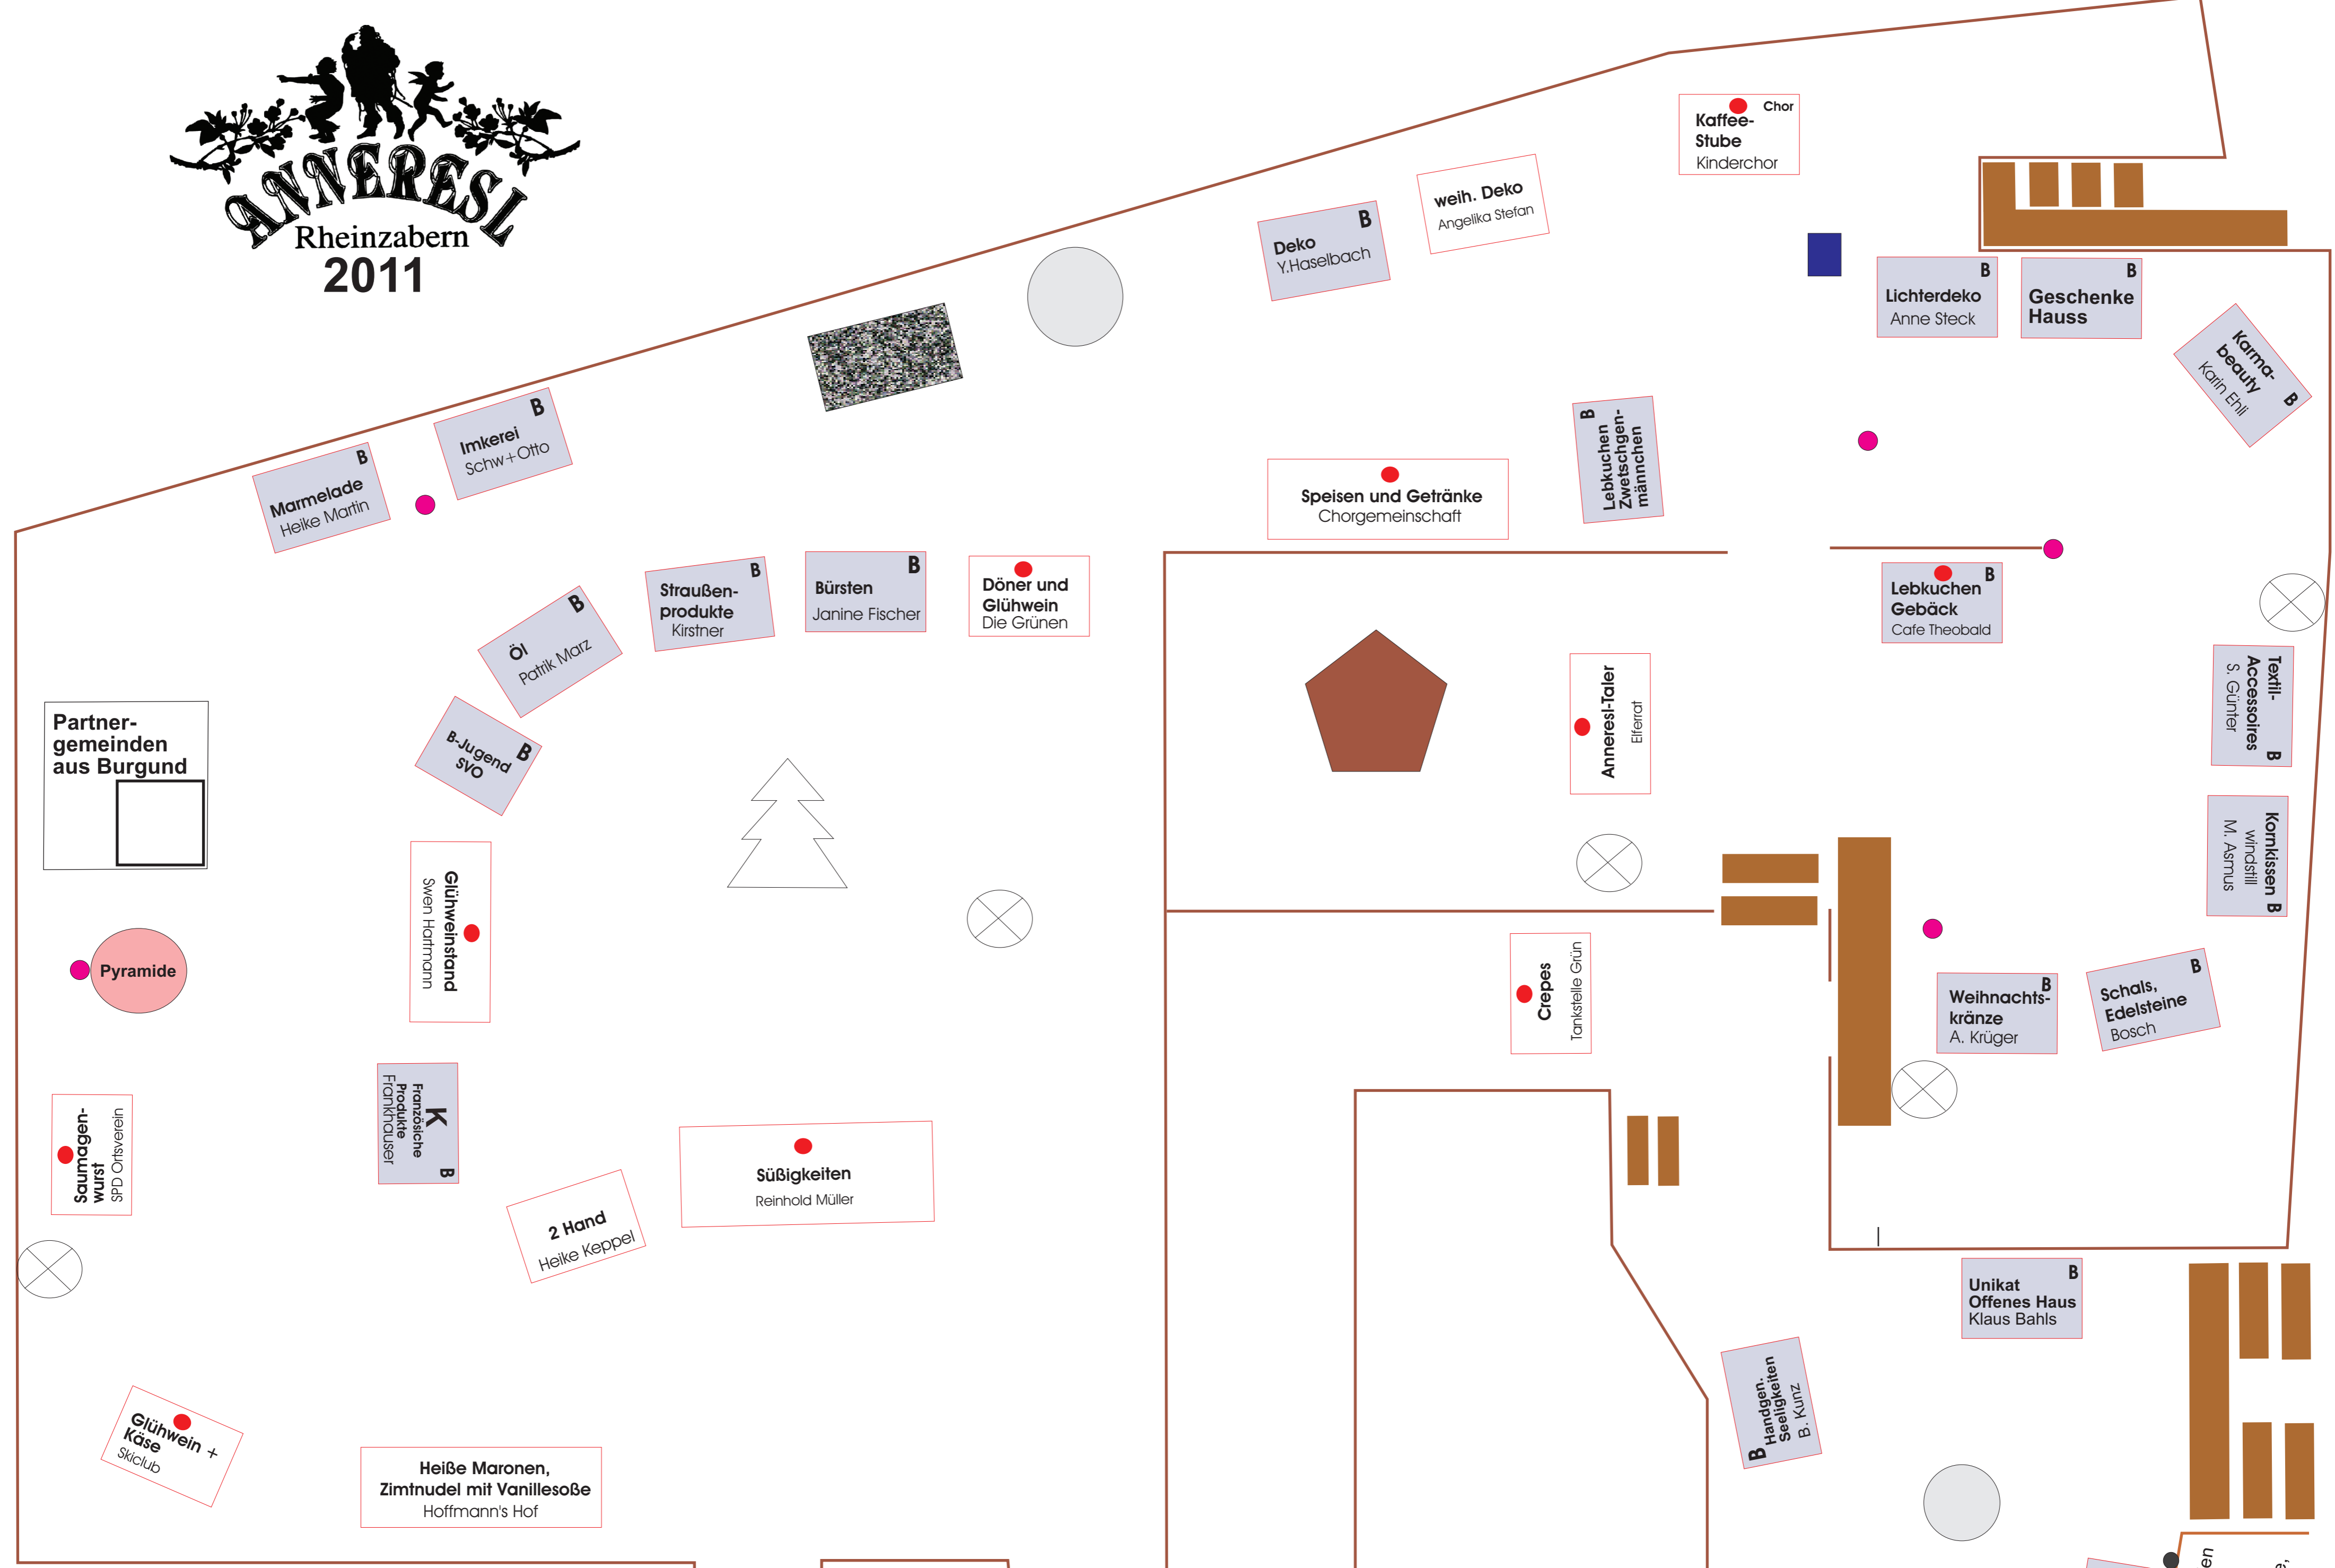 ANNERESL
Rheinzabern
2011
Chor
Kaffee-
Stube
Kinderchor
weih. Deko
Angelika Stefan
B
Deko
Y.Haselbach
B
Lichterdeko
Anne Steck
B
Geschenke
Hauss
Karma-
beauty
Karin Ehli
B
B
Imkerei
Schw+Otto
B
Marmelade
Heike Martin
B
Lebkuchen
Zwetschgen-
männchen
Speisen und Getränke
Chorgemeinschaft
B
Straußen-
produkte
Kirstner
B
Bürsten
Janine Fischer
Döner und
Glühwein
Die Grünen
B
Lebkuchen
Gebäck
Cafe Theobald
B
Öl
Patrik Marz
Textil-
Accessoires
S. Günter
B
Anneresl-Taler
Elferrat
Partner-
gemeinden
aus Burgund
B-Jugend
SVO
B
Kornkissen
windstill
M. Asmus
B
Glühweinstand
Swen Hartmann
Pyramide
Crepes
Tankstelle Grün
B
Weihnachts-
kränze
A. Krüger
B
Schals,
Edelsteine
Bosch
K
Französiche
Produkte
Frankhauser
B
Saumagen-
wurst
SPD Ortsverein
Süßigkeiten
Reinhold Müller
2 Hand
Heike Keppel
B
Unikat
Offenes Haus
Klaus Bahls
B
Handgen.
Seeligkeiten
B. Kunz
Glühwein +
Käse
Skiclub
Heiße Maronen,
Zimtnudel mit Vanillesoße
Hoffmann's Hof